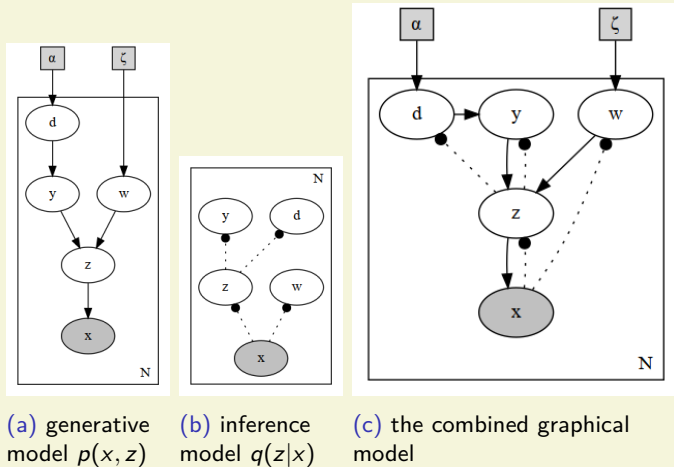 α
ζ
d
y
w
z
x
N
N
y
d
z
w
x
α
ζ
d
y
w
z
x
N
(a) generative
model p(x, z)
(b) inference
model q(z|x)
(c) the combined graphical
model